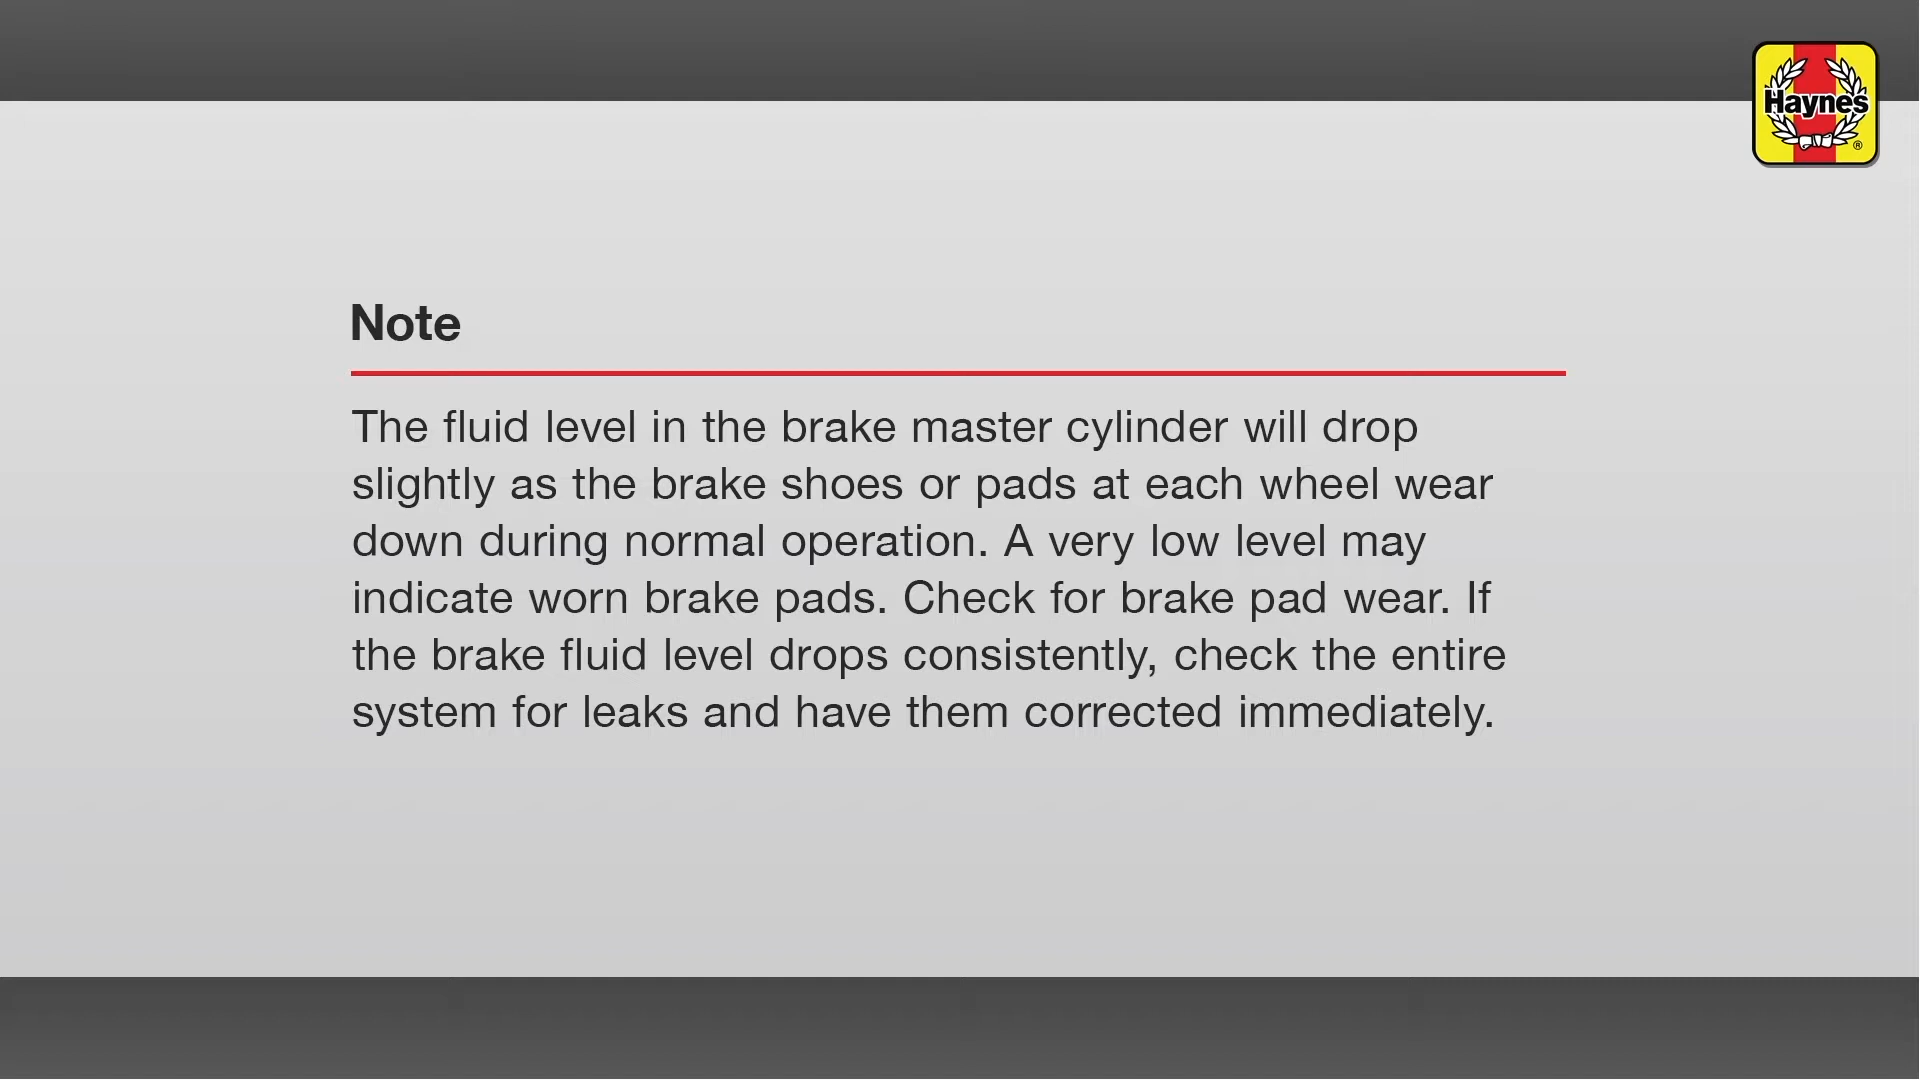 Haynes
®
Note
The fluid level in the brake master cylinder will drop
slightly as the brake shoes or pads at each wheel wear
down during normal operation. A very low level may
indicate worn brake pads. Check for brake pad wear. If
the brake fluid level drops consistently, check the entire
system for leaks and have them corrected immediately.